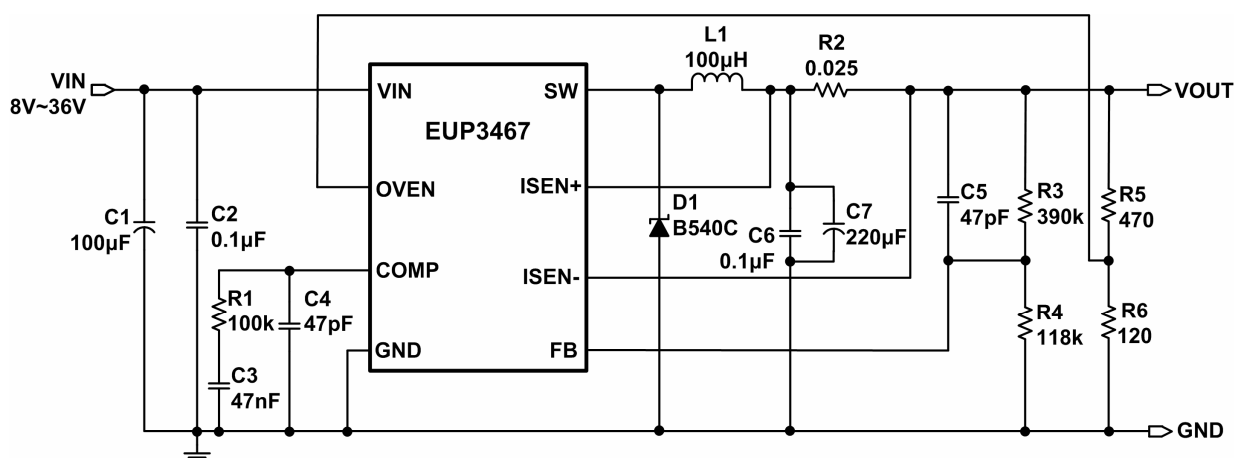 L1
100µH
R2
0.025
VIN
8V~36V
VIN
SW
VOUT
EUP3467
OVEN
ISEN+
C1
100µF
C2
0.1µF
D1
B540C
C6
0.1µF
C7
220µF
C5
47pF
R3
390k
R5
470
COMP
ISEN-
R1
100k
C4
47pF
R4
118k
R6
120
GND
FB
C3
47nF
GND